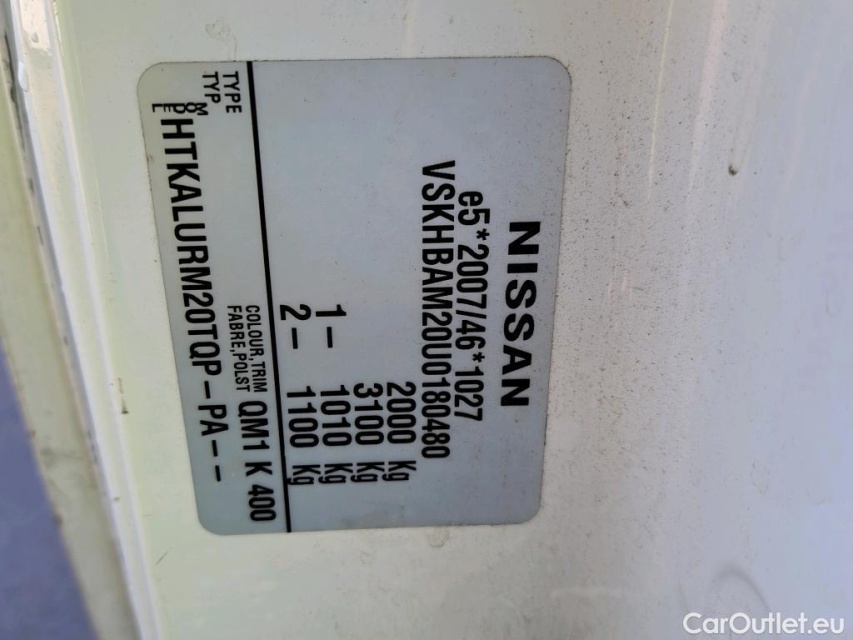 NISSAN
e5*2007/46*1027
VSKHBAM20U0180480
2000 Kg
3100 Kg
1- 1010 Kg
2- 1100 Kg
TYPE
TYP
COLOUR,TRIM
FABRE,POLST
QM1 K 400
MODELE
HTKALURM20TQP-PA--
CarOutlet.eu